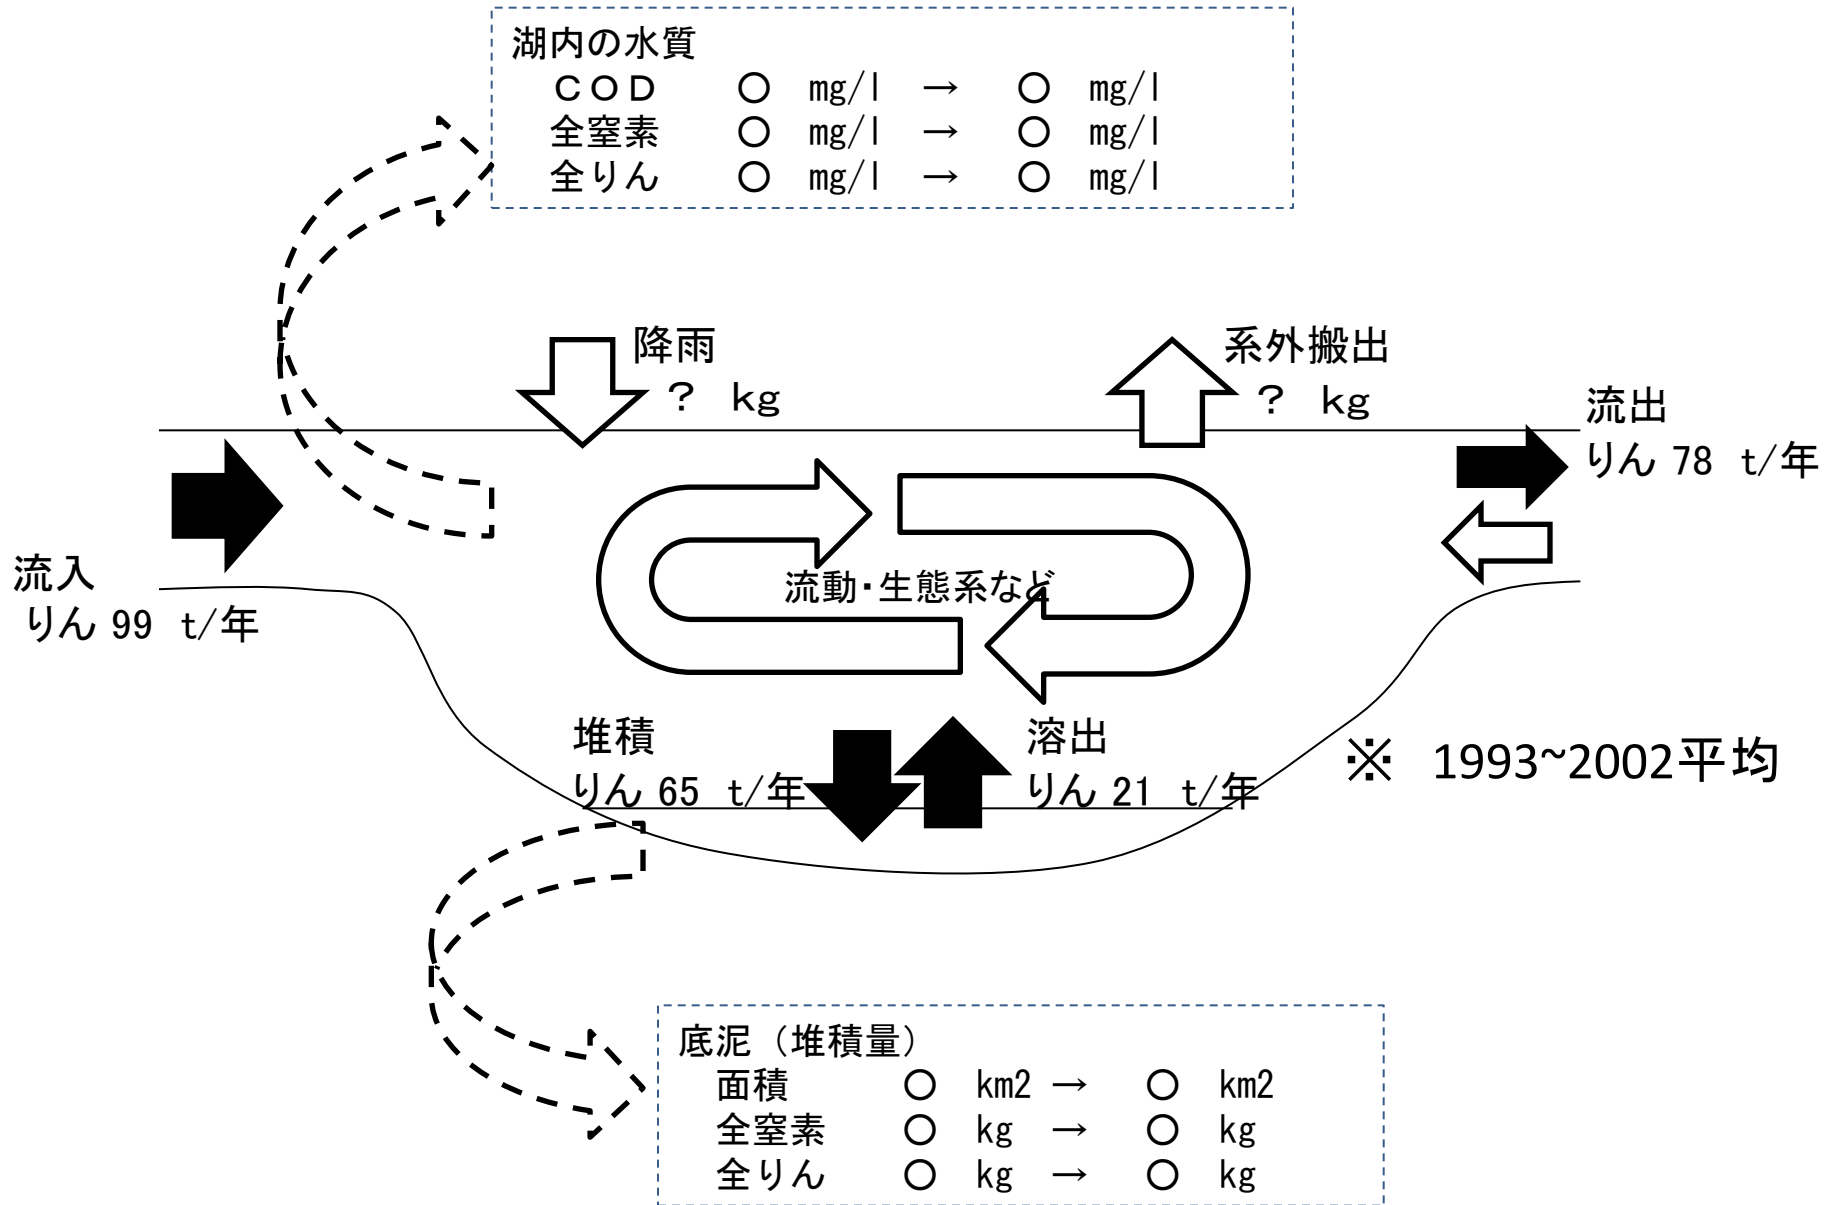 湖内の水質
ＣＯＤ　○　mg/l　→　○　mg/l
全窒素　○　mg/l　→　○　mg/l
全りん　○　mg/l　→　○　mg/l
降雨
？　kg
系外搬出
？　kg
流出
りん 78　t/年
流入
りん 99　t/年
流動・生態系など
堆積
りん 65　t/年
溶出
りん 21　t/年
※　1993~2002平均
底泥（堆積量）
面積　○　km2　→　○　km2
全窒素　○　kg　→　○　kg
全りん　○　kg　→　○　kg